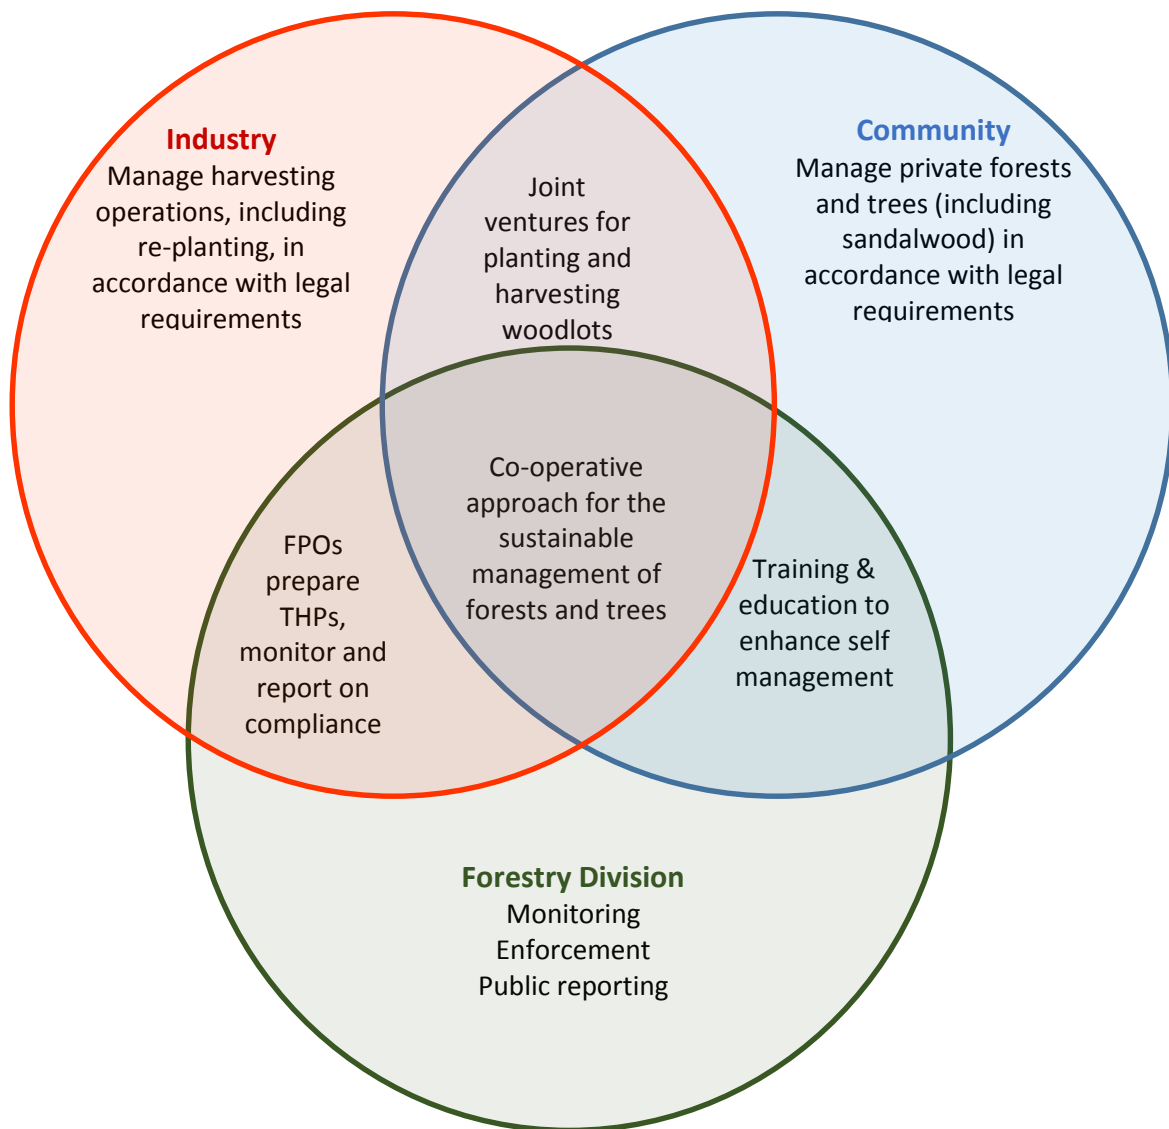 Industry
Manage harvesting
operations, including
re-planting, in
accordance with legal
requirements
Joint
ventures for
planting and
harvesting
woodlots
Community
Manage private forests
and trees (including
sandalwood) in
accordance with legal
requirements
Co-operative
approach for the
sustainable
management of
forests and trees
FPOs
prepare
THPs,
monitor and
report on
compliance
Training &
education to
enhance self
management
Forestry Division
Monitoring
Enforcement
Public reporting